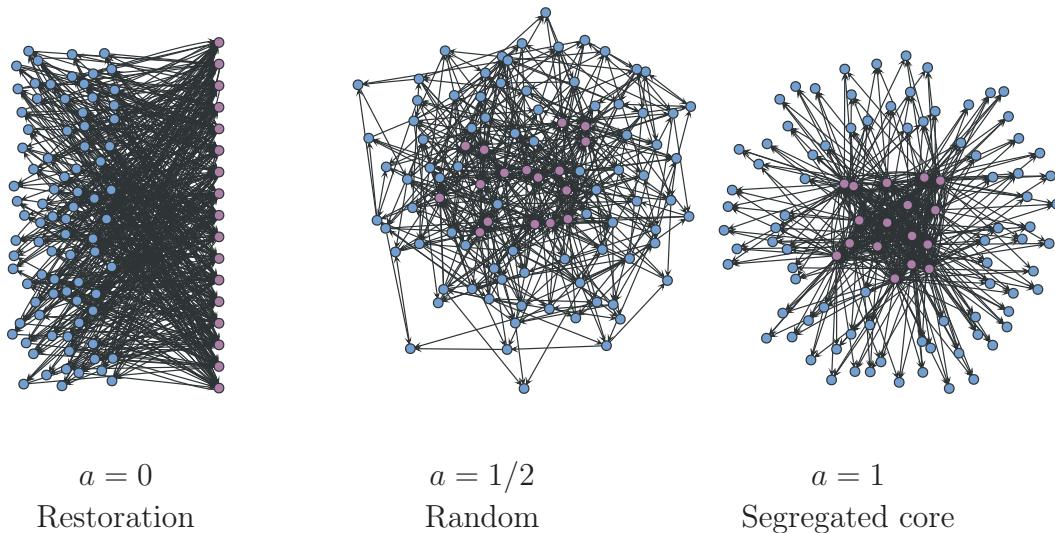 a = 0
a = 1/2
a = 1
Restoration
Random
Segregated core